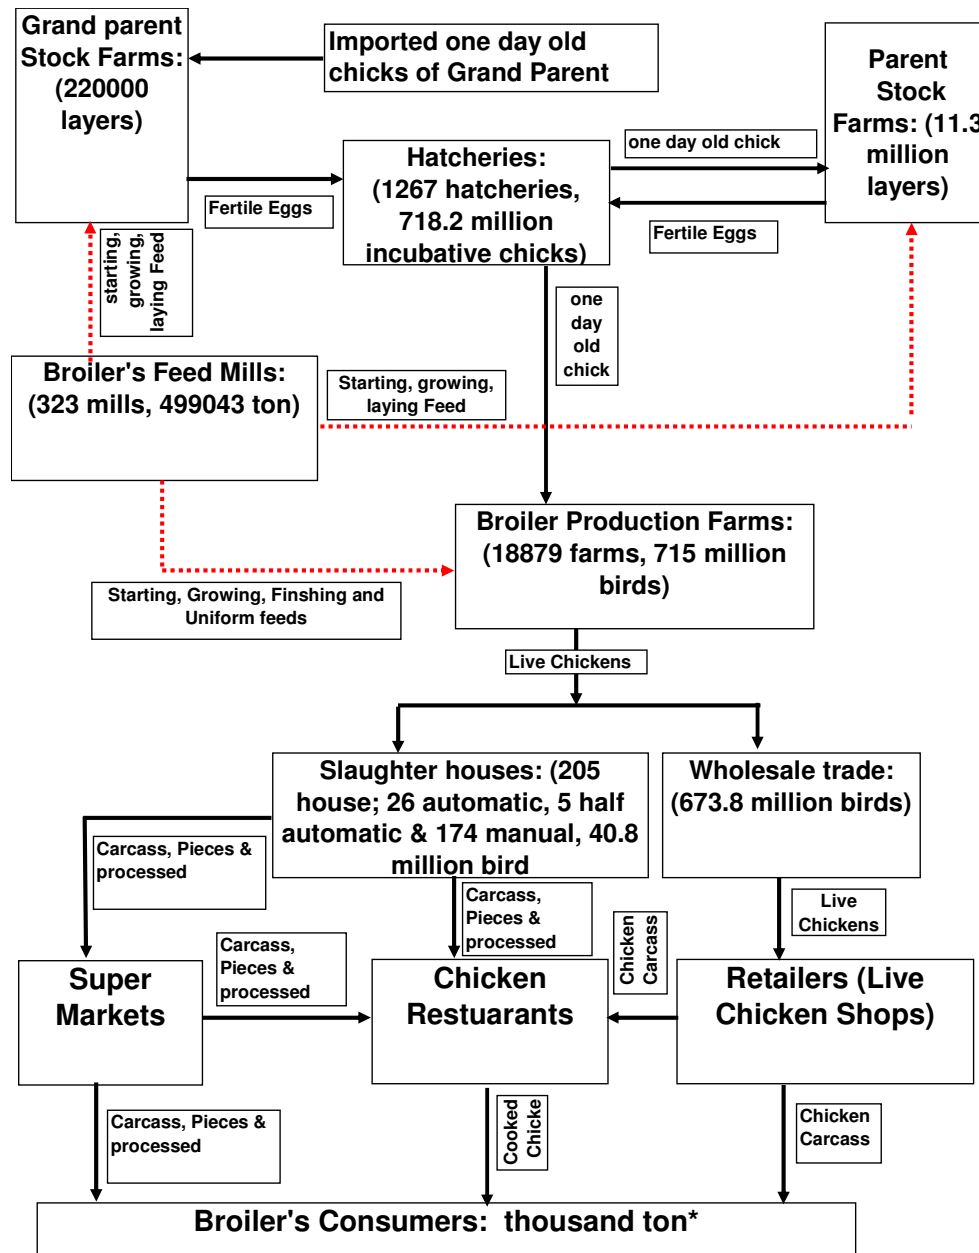 Grand parent
Stock Farms:
(220000
layers)
Imported one day old
chicks of Grand Parent
Parent
Stock
Farms: (11.3
million
layers)
one day old chick
Hatcheries:
(1267 hatcheries,
718.2 million
incubative chicks)
Fertile Eggs
Fertile Eggs
starting,
growing,
laying Feed
one
day
old
chick
Broiler's Feed Mills:
(323 mills, 499043 ton)
Starting, growing,
laying Feed
Broiler Production Farms:
(18879 farms, 715 million
birds)
Starting, Growing, Finshing and
Uniform feeds
Live Chickens
Slaughter houses: (205
house; 26 automatic, 5 half
automatic & 174 manual, 40.8
million bird
Wholesale trade:
(673.8 million birds)
Carcass, Pieces &
processed
Carcass,
Pieces &
processed
Live
Chickens
Carcass,
Pieces &
processed
Chicken
Carcass
Super
Markets
Chicken
Restuarants
Retailers (Live
Chicken Shops)
Carcass, Pieces &
processed
Cooked
Chicke
Chicken
Carcass
Broiler's Consumers: thousand ton*